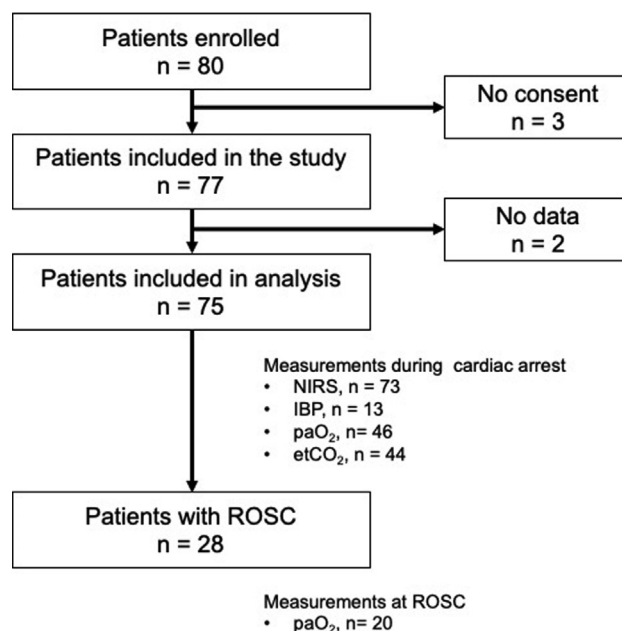 Patients enrolled
n = 80
No consent
n = 3
Patients included in the study
n = 77
No data
n = 2
Patients included in analysis
n = 75
Measurements during cardiac arrest
• NIRS, n = 73
• IBP, n = 13
• paO₂, n= 46
• etCO₂, n = 44
Patients with ROSC
n = 28
Measurements at ROSC
• paO₂, n= 20